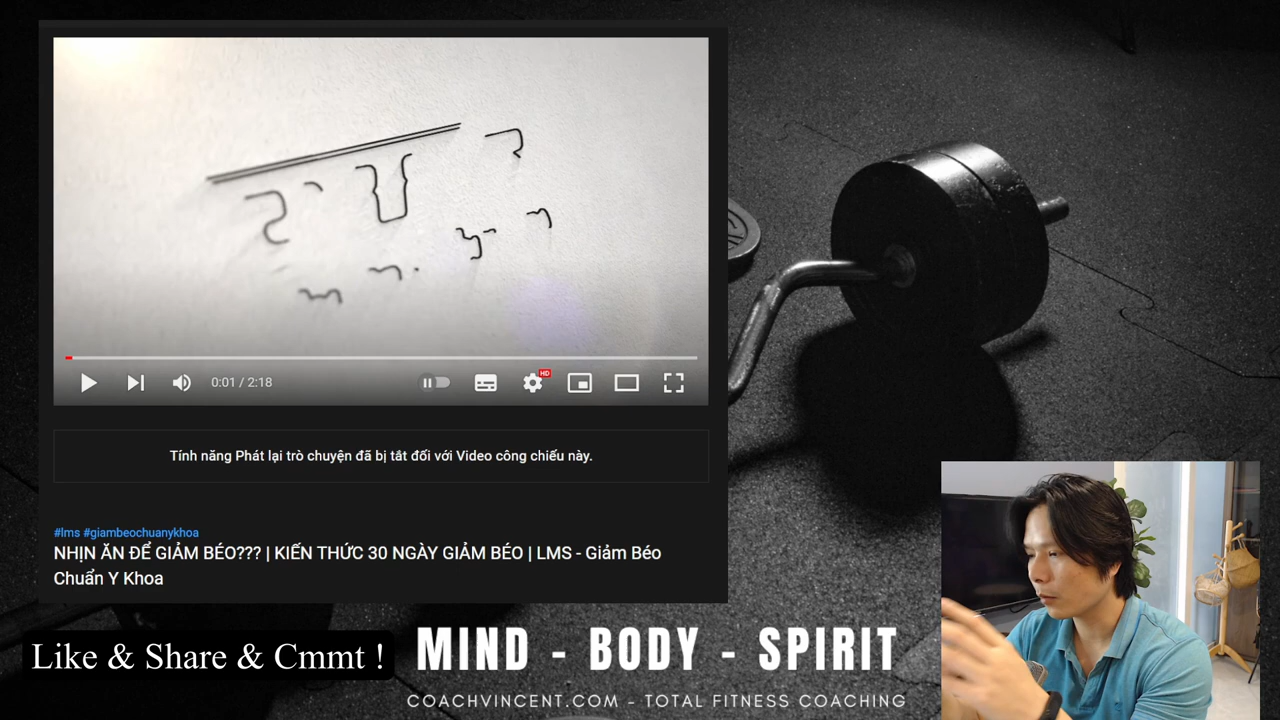 0:01 / 2:18
HD
Tính năng Phát lại trò chuyện đã bị tắt đối với Video công chiếu này.
#lms #giambeochuanykhoa
NHỊN ĂN ĐỂ GIẢM BÉO??? | KIẾN THỨC 30 NGÀY GIẢM BÉO | LMS - Giảm Béo
Chuẩn Y Khoa
Like & Share & Cmmt !
MIND - BODY - SPIRIT
COACHVINCENT.COM - TOTAL FITNESS COACHING